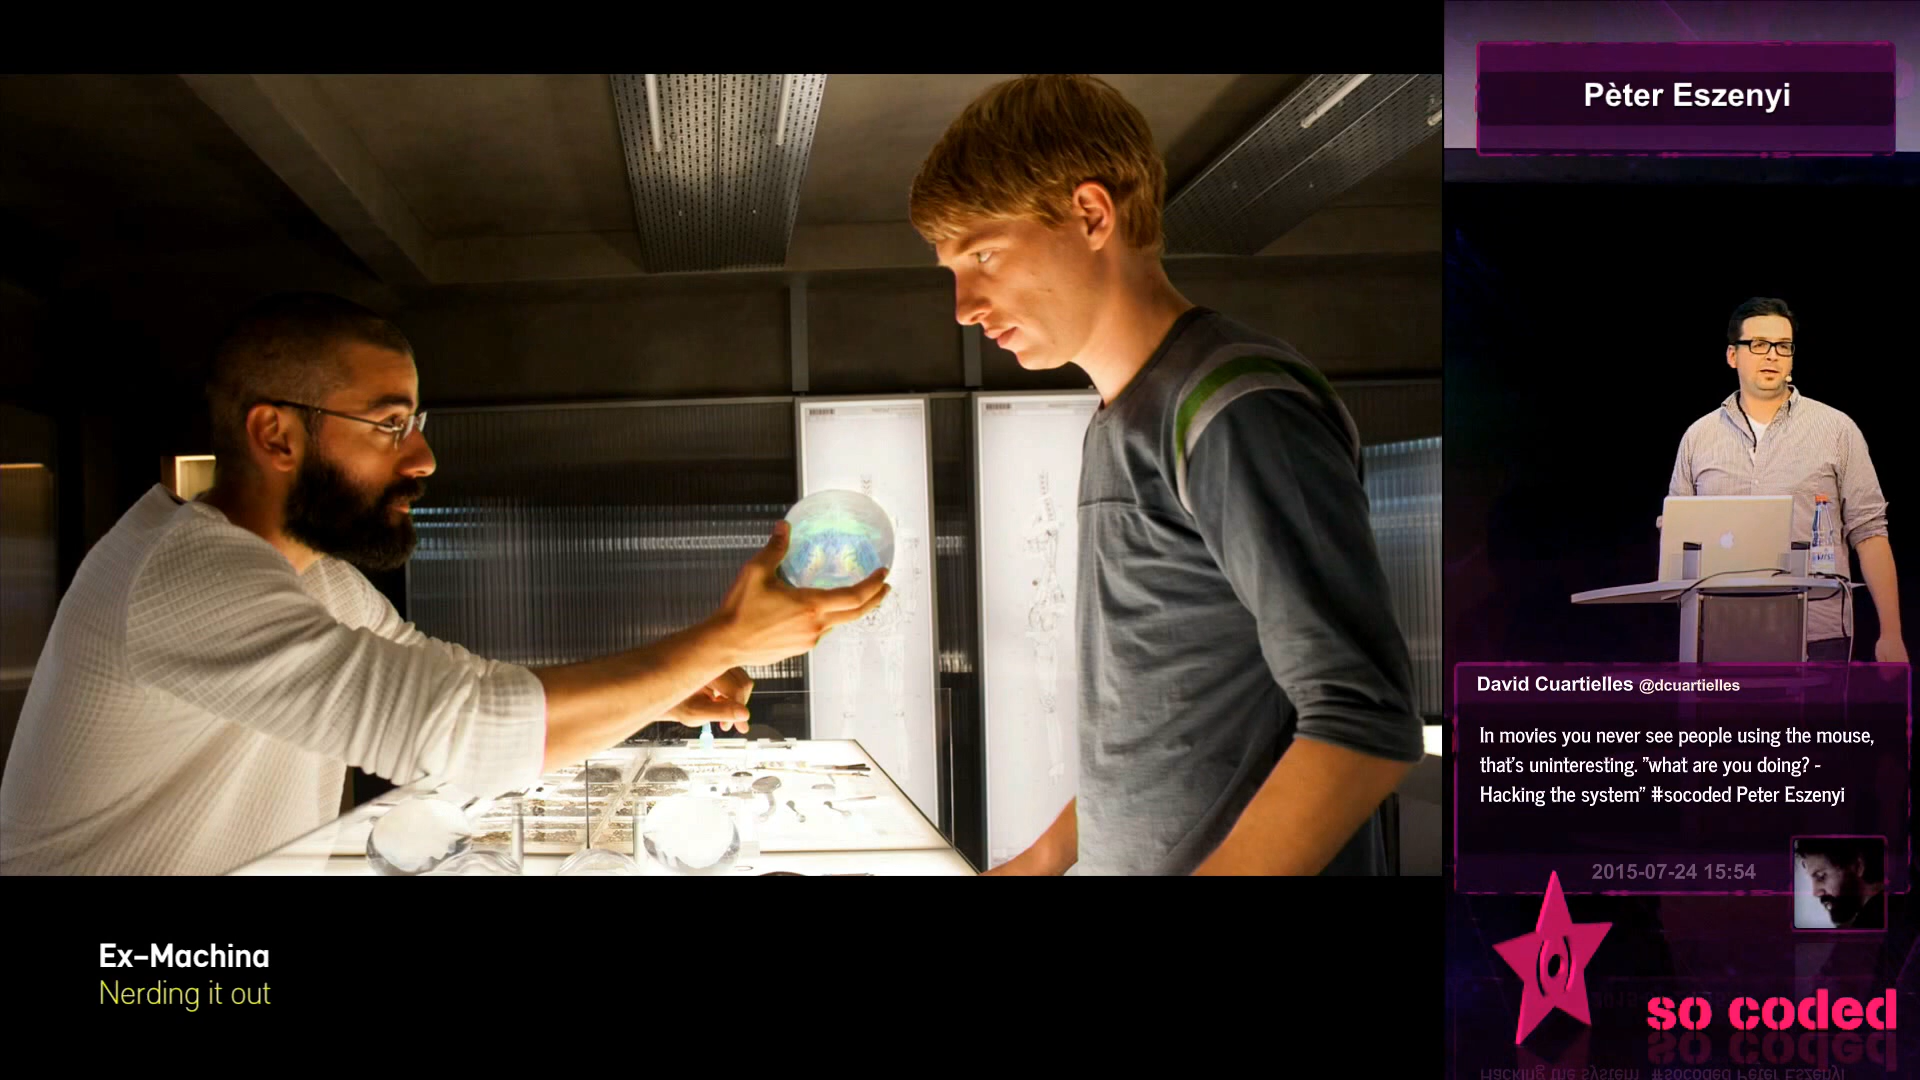 Pèter Eszenyi
David Cuartielles @dcuartielles
In movies you never see people using the mouse,
that's uninteresting. "what are you doing? -
Hacking the system" #socoded Peter Eszenyi
2015-07-24 15:54
Ex-Machina
Nerding it out
so coded